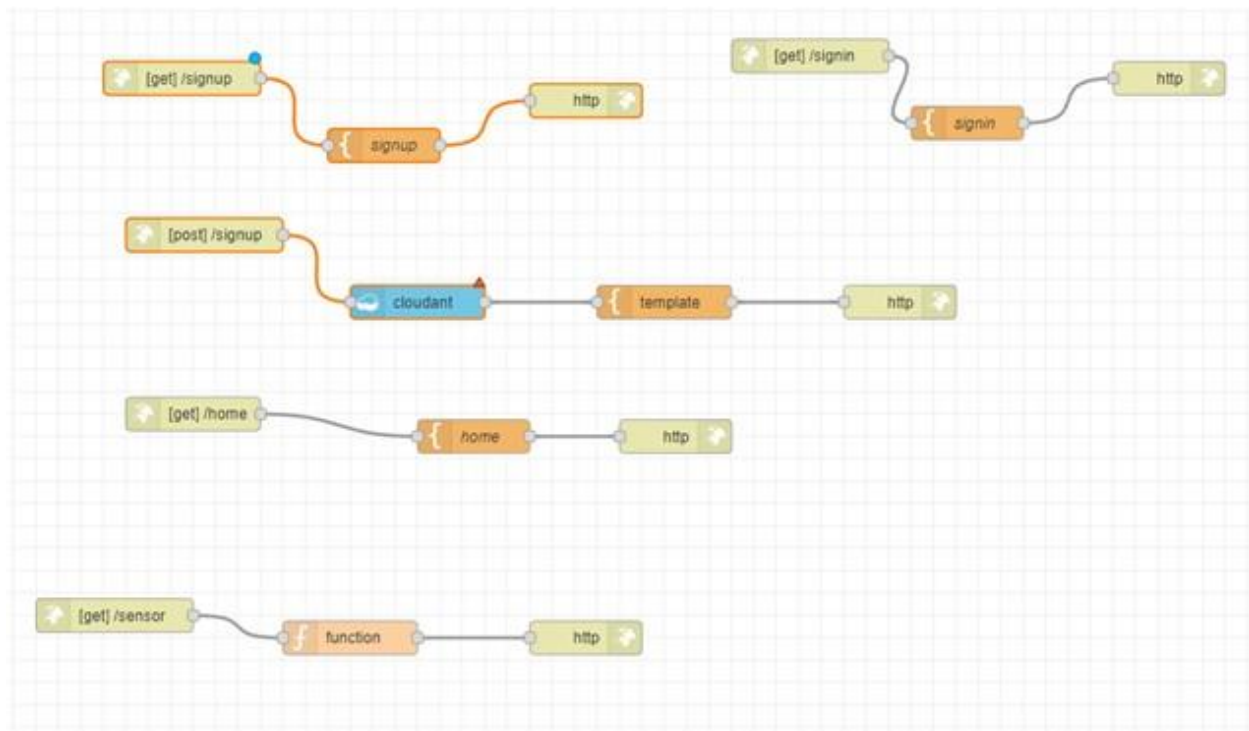 [get] /signup
signup
http
[get] /signin
signin
http
[post] /signup
cloudant
template
http
[get] /home
home
http
[get] /sensor
function
http